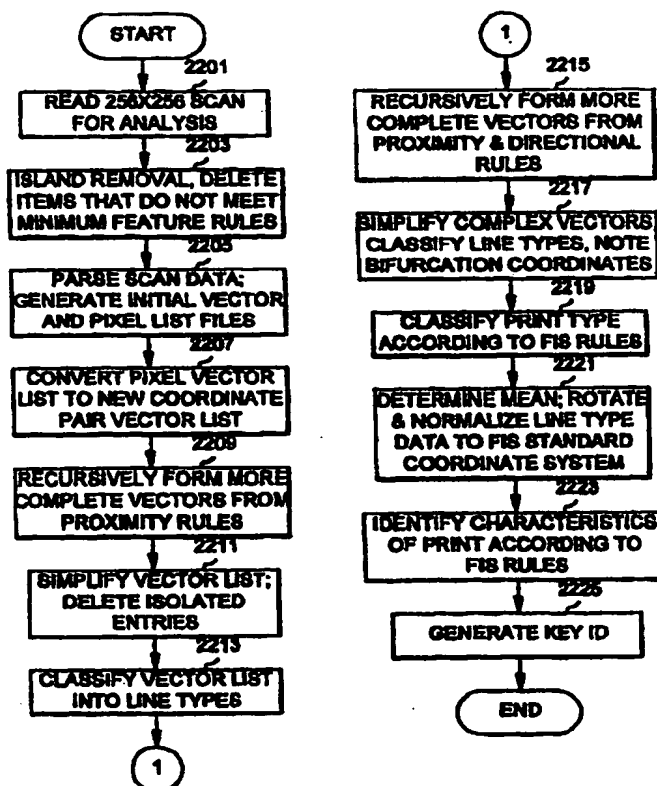 START
2201
READ 256X256 SCAN
FOR ANALYSIS
2203
ISLAND REMOVAL, DELETE
ITEMS THAT DO NOT MEET
MINIMUM FEATURE RULES
2205
PARSE SCAN DATA;
GENERATE INITIAL VECTOR
AND PIXEL LIST FILES
2207
CONVERT PIXEL VECTOR
LIST TO NEW COORDINATE
PAIR VECTOR LIST
2209
RECURSIVELY FORM MORE
COMPLETE VECTORS FROM
PROXIMITY RULES
2211
SIMPLIFY VECTOR LIST;
DELETE ISOLATED
ENTRIES
2213
CLASSIFY VECTOR LIST
INTO LINE TYPES
1
1
2215
RECURSIVELY FORM MORE
COMPLETE VECTORS FROM
PROXIMITY & DIRECTIONAL
RULES
2217
SIMPLIFY COMPLEX VECTORS,
CLASSIFY LINE TYPES, NOTE
BIFURCATION COORDINATES
2219
CLASSIFY PRINT TYPE
ACCORDING TO FIS RULES
2221
DETERMINE MEAN; ROTATE
& NORMALIZE LINE TYPE
DATA TO FIS STANDARD
COORDINATE SYSTEM
2223
IDENTIFY CHARACTERISTICS
OF PRINT ACCORDING TO
FIS RULES
2225
GENERATE KEY ID
END